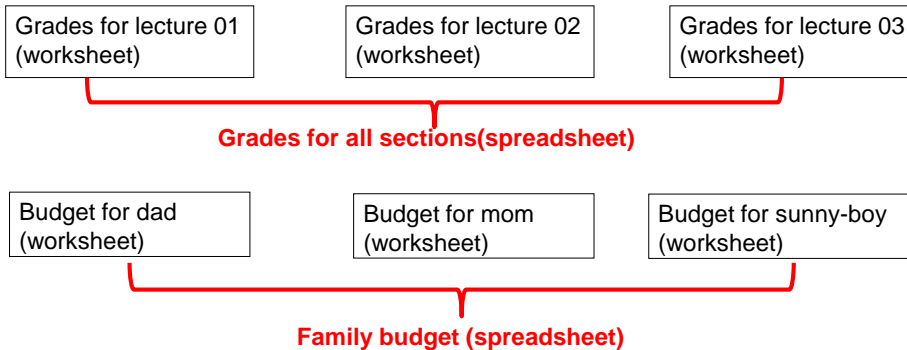 Grades for lecture 01
(worksheet)
Grades for lecture 02
(worksheet)
Grades for lecture 03
(worksheet)
Grades for all sections(spreadsheet)
Budget for dad
(worksheet)
Budget for mom
(worksheet)
Budget for sunny-boy
(worksheet)
Family budget (spreadsheet)